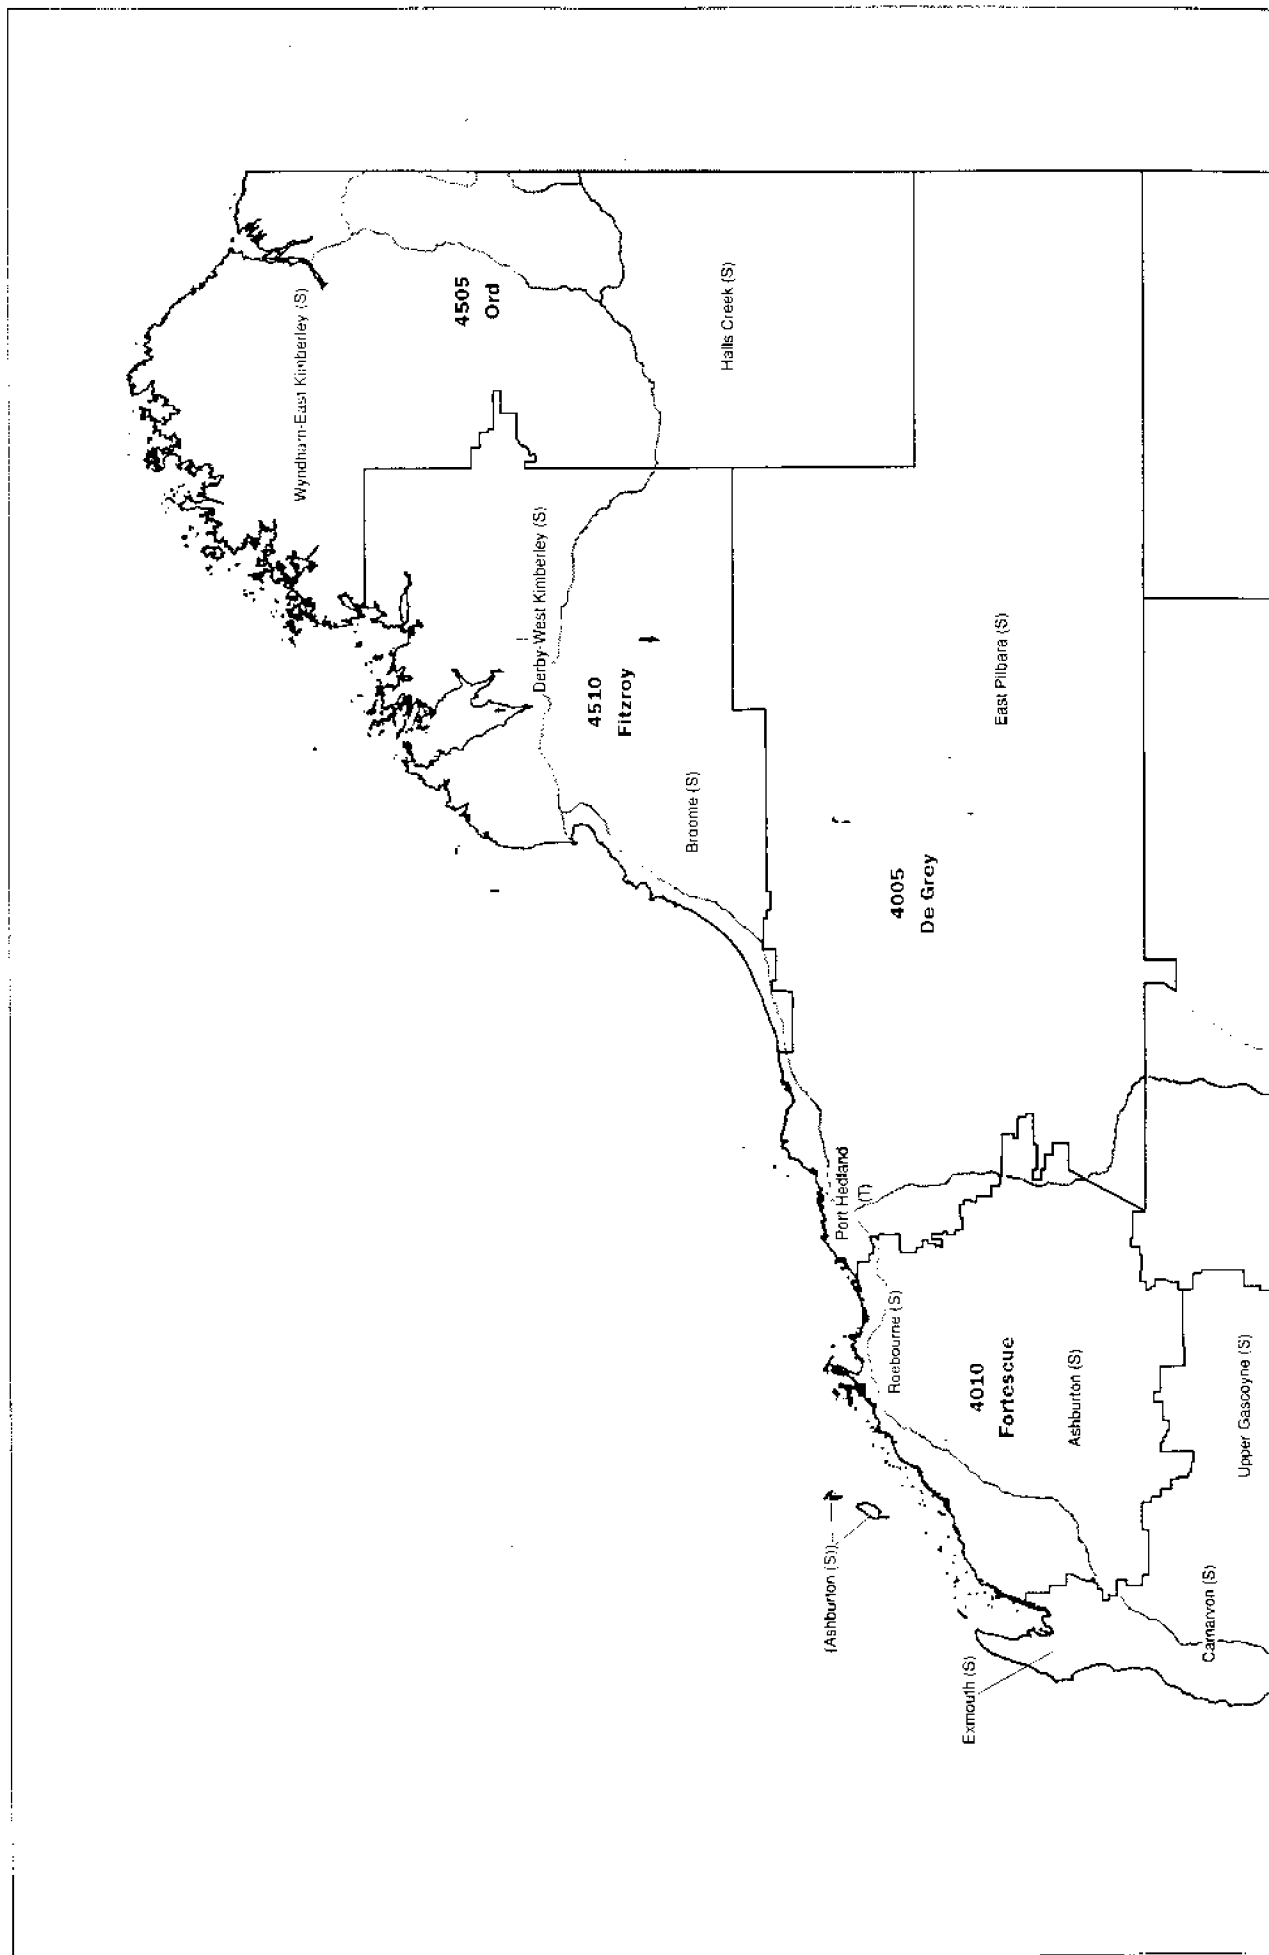 Wyndham-East Kimberley (S)
4505
Ord
Halls Creek (S)
Derby-West Kimberley (S)
4510
Fitzroy
Broome (S)
East Pilbara (S)
4005
De Grey
Port Hedland
(T)
Roebourne (S)
4010
Fortescue
Ashburton (S)
Upper Gascoyne (S)
(Ashburton (S))
Exmouth (S)
Carnarvon (S)